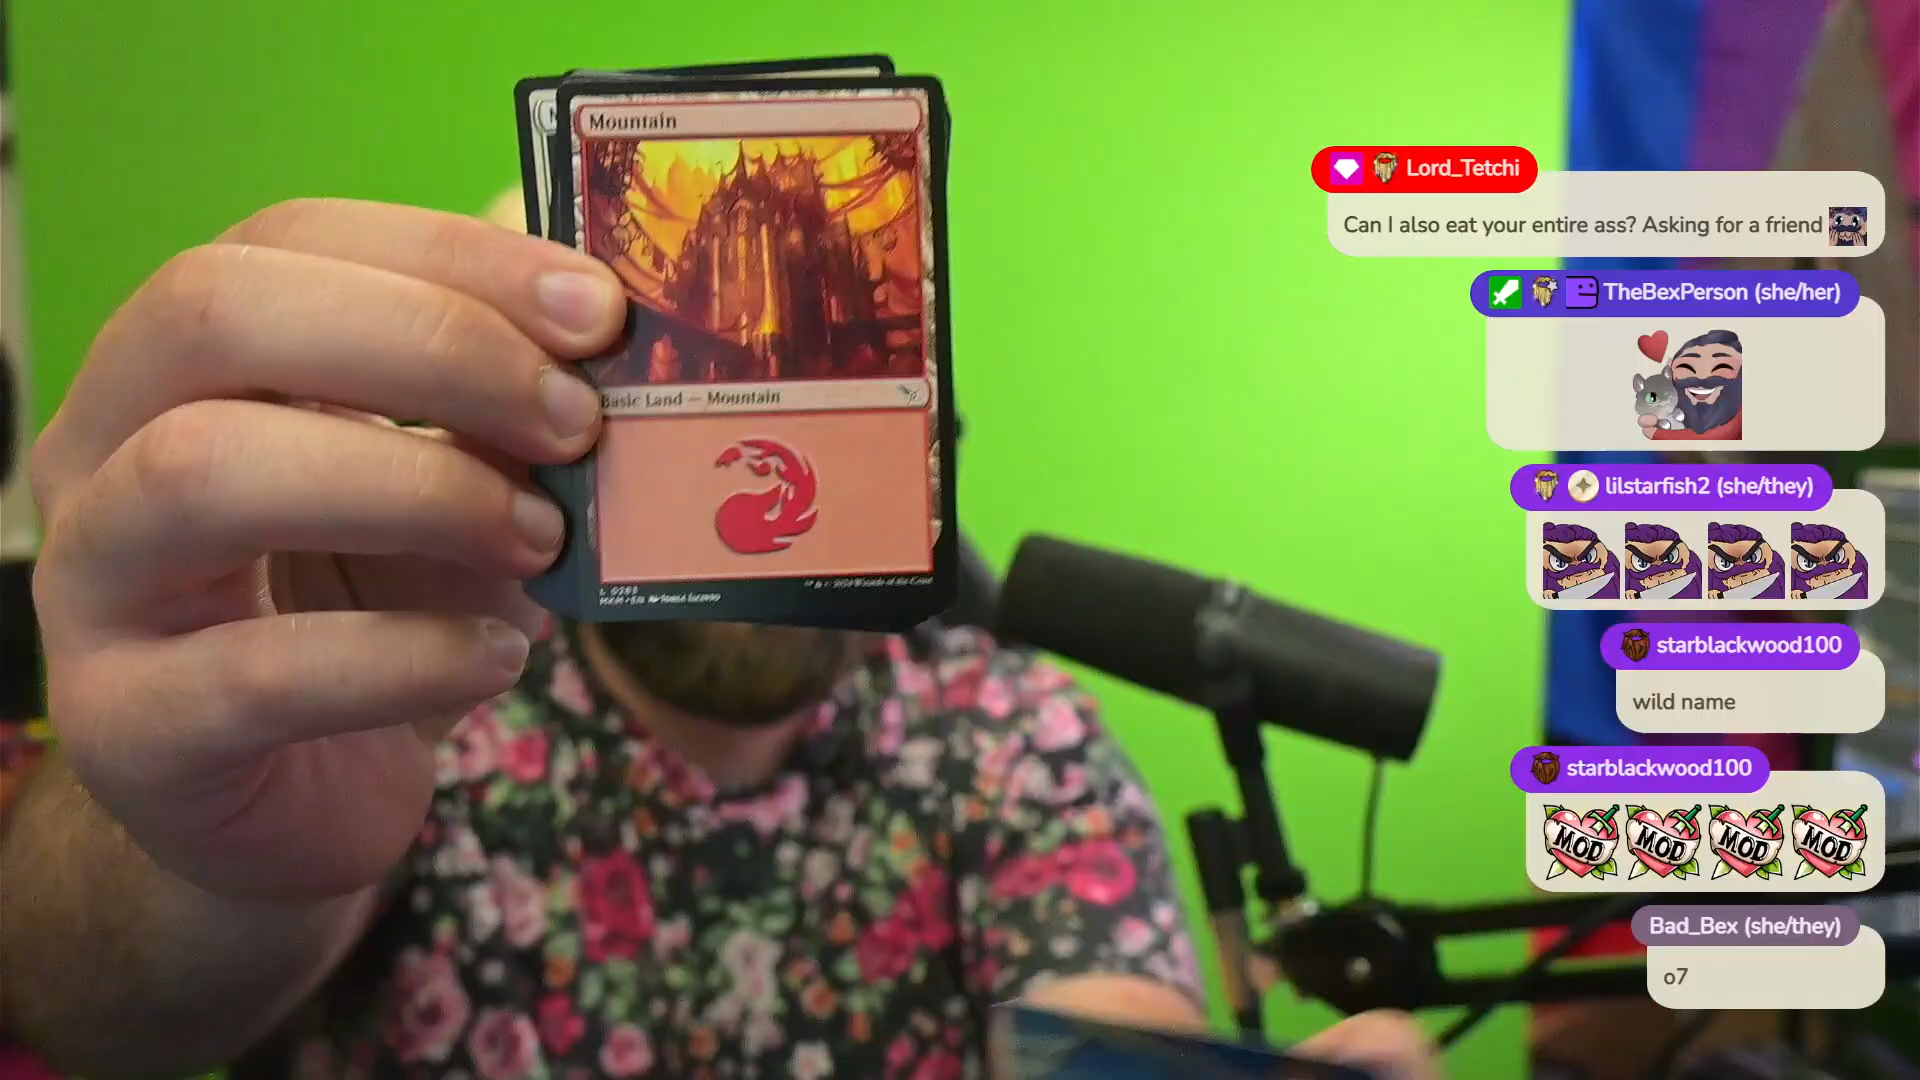 Mountain
Basic Land — Mountain
Lord_Tetchi
Can I also eat your entire ass? Asking for a friend
TheBexPerson (she/her)
lilstarfish2 (she/they)
starblackwood100
wild name
starblackwood100
MOD MOD MOD MOD
Bad_Bex (she/they)
o7